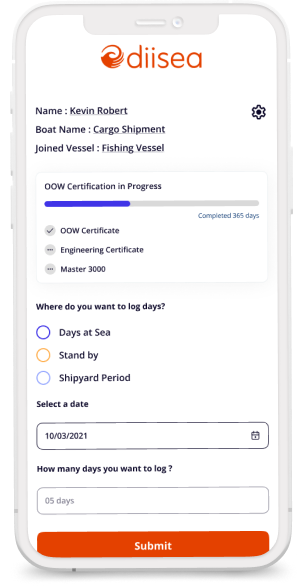 diisea
Name : Kevin Robert
Boat Name : Cargo Shipment
Joined Vessel : Fishing Vessel
OOW Certification in Progress
Completed 365 days
OOW Certificate
Engineering Certificate
Master 3000
Where do you want to log days?
Days at Sea
Stand by
Shipyard Period
Select a date
10/03/2021
How many days you want to log ?
05 days
Submit